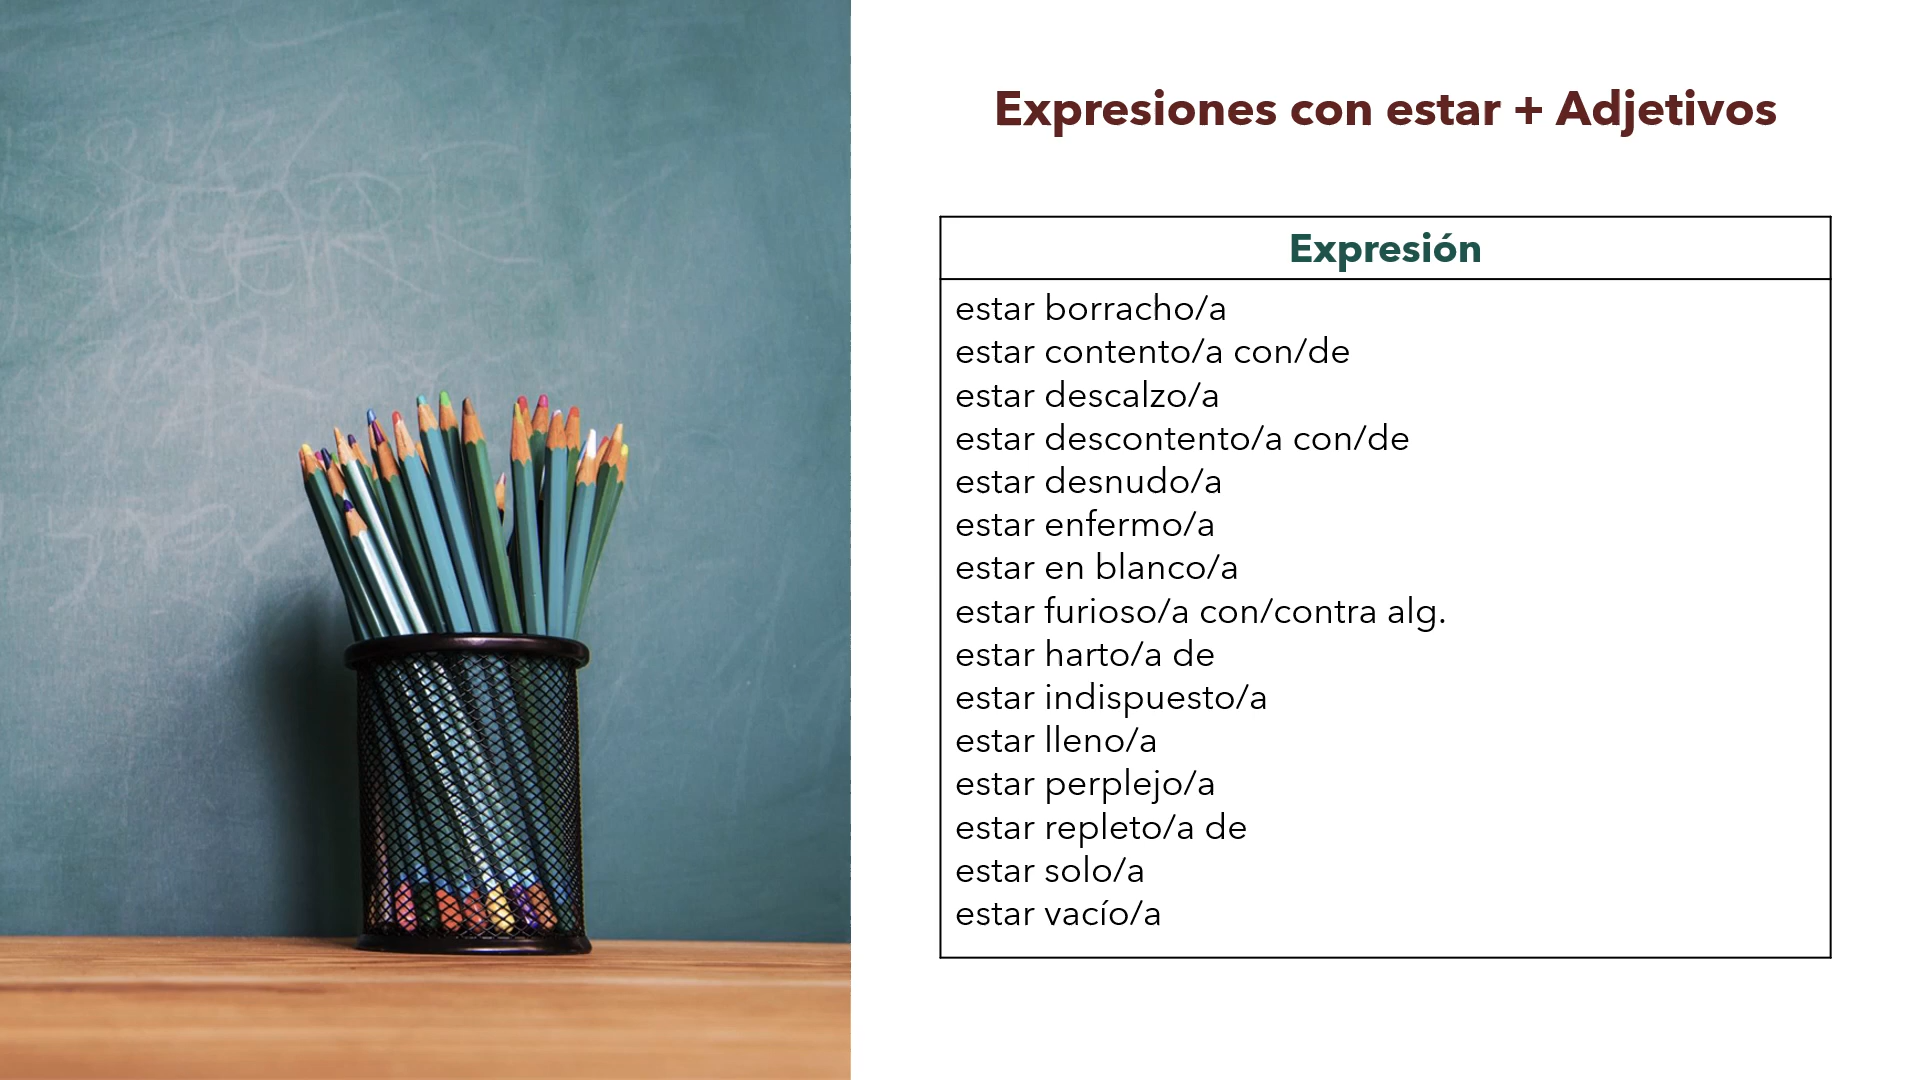 Expresiones con estar + Adjetivos
Expresión
estar borracho/a
estar contento/a con/de
estar descalzo/a
estar descontento/a con/de
estar desnudo/a
estar enfermo/a
estar en blanco/a
estar furioso/a con/contra alg.
estar harto/a de
estar indispuesto/a
estar lleno/a
estar perplejo/a
estar repleto/a de
estar solo/a
estar vacío/a